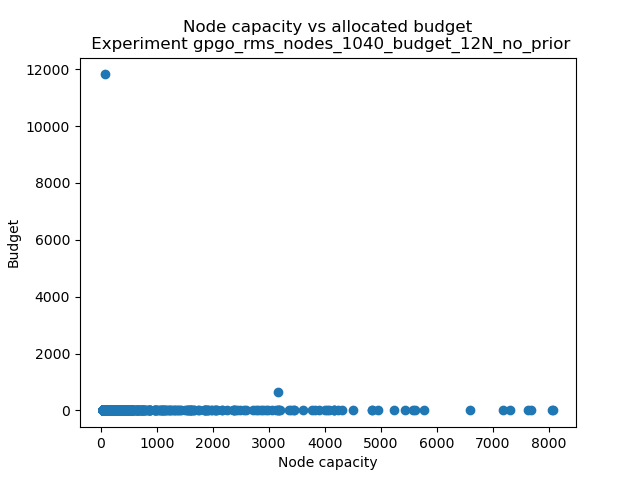 Node capacity vs allocated budget
Experiment gpgo_rms_nodes_1040_budget_12N_no_prior
12000
10000
8000
6000
4000
2000
0
Budget
0 1000 2000 3000 4000 5000 6000 7000 8000
Node capacity